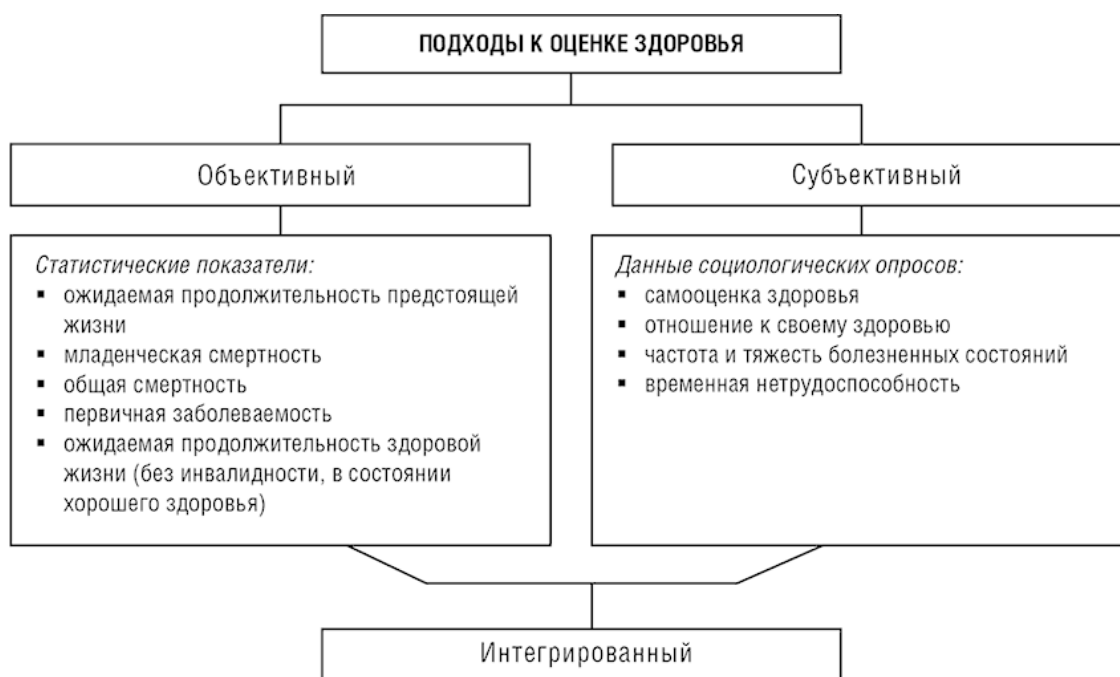 ПОДХОДЫ К ОЦЕНКЕ ЗДОРОВЬЯ
Объективный
Субъективный
Статистические показатели:
▪ ожидаемая продолжительность предстоящей
жизни
▪ младенческая смертность
▪ общая смертность
▪ первичная заболеваемость
▪ ожидаемая продолжительность здоровой
жизни (без инвалидности, в состоянии
хорошего здоровья)
Данные социологических опросов:
▪ самооценка здоровья
▪ отношение к своему здоровью
▪ частота и тяжесть болезненных состояний
▪ временная нетрудоспособность
Интегрированный